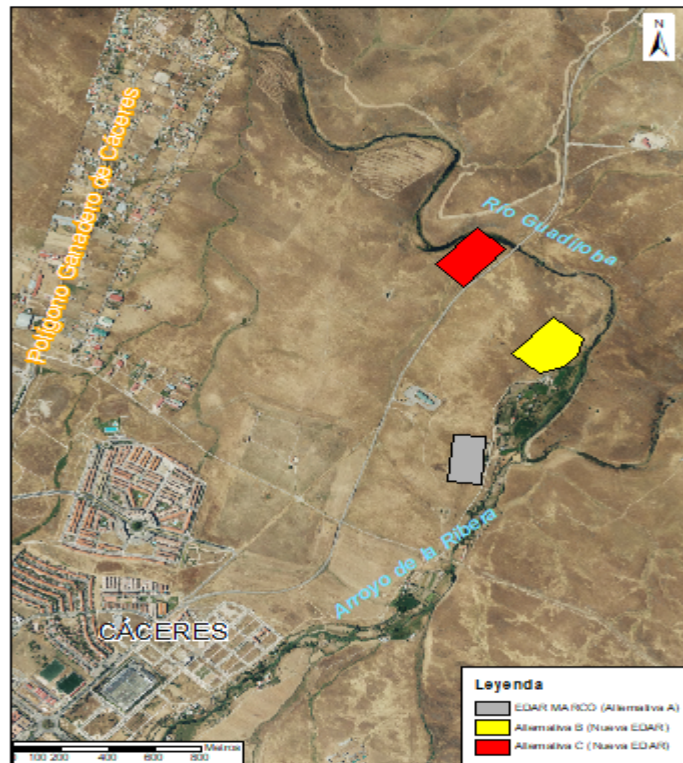 N
Polígono Ganadero de Cáceres
Río Guadiloba
Arroyo de la Ribera
CÁCERES
Leyenda
EDAR MARCO (Alternativa A)
Alternativa B (Nueva EDAR)
Alternativa C (Nueva EDAR)
Metros
0 100 200 400 600 800